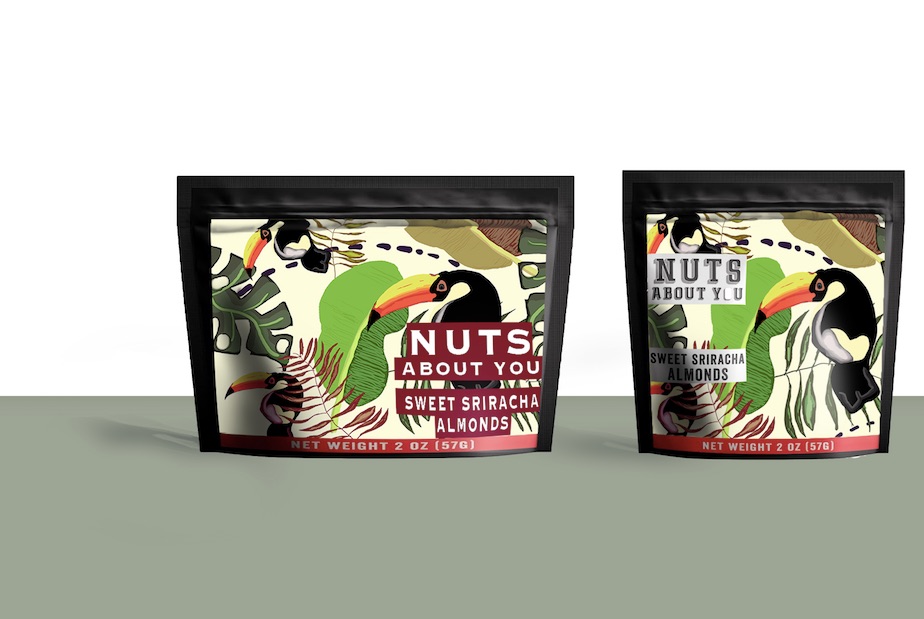 NUTS
ABOUT YOU
SWEET SRIRACHA
ALMONDS
NET WEIGHT 2 OZ (57G)
NUTS
ABOUT YOU
SWEET SRIRACHA
ALMONDS
NET WEIGHT 2 OZ (57G)